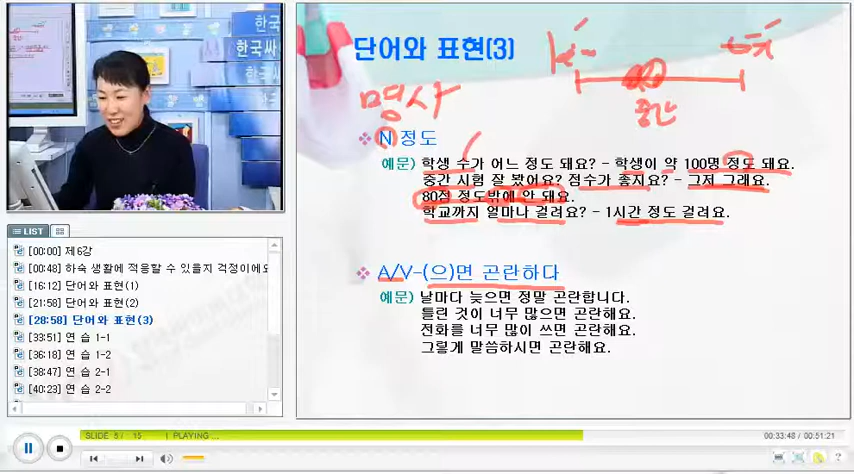 한국
한국싸
한국
단어와 표현(3)
명사
중간
N 정도
예문) 학생 수가 어느 정도 돼요? - 학생이 약 100명 정도 돼요.
중간 시험 잘 봤어요? 점수가 좋지요? - 그저 그래요.
80점 정도밖에 안 돼요.
학교까지 얼마나 걸려요? - 1시간 정도 걸려요.
A/V-(으)면 곤란하다
예문) 날마다 늦으면 정말 곤란합니다.
틀린 것이 너무 많으면 곤란해요.
전화를 너무 많이 쓰면 곤란해요.
그렇게 말씀하시면 곤란해요.
LIST
[00:00] 제6강
[00:48] 하숙 생활에 적응할 수 있을지 걱정이에요
[16:12] 단어와 표현(1)
[21:58] 단어와 표현(2)
[28:58] 단어와 표현(3)
[33:51] 연 습 1-1
[36:18] 연 습 1-2
[38:47] 연 습 2-1
[40:23] 연 습 2-2
SLIDE 5 / 15 | PLAYING ...
00:33:48 / 00:51:21